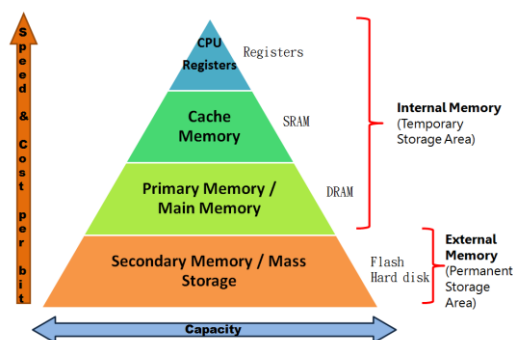 Speed & Cost per bit
CPU
Registers
Registers
Cache
Memory
SRAM
Primary Memory /
Main Memory
DRAM
Secondary Memory / Mass
Storage
Flash
Hard disk
Internal Memory
(Temporary
Storage Area)
External
Memory
(Permanent
Storage
Area)
Capacity